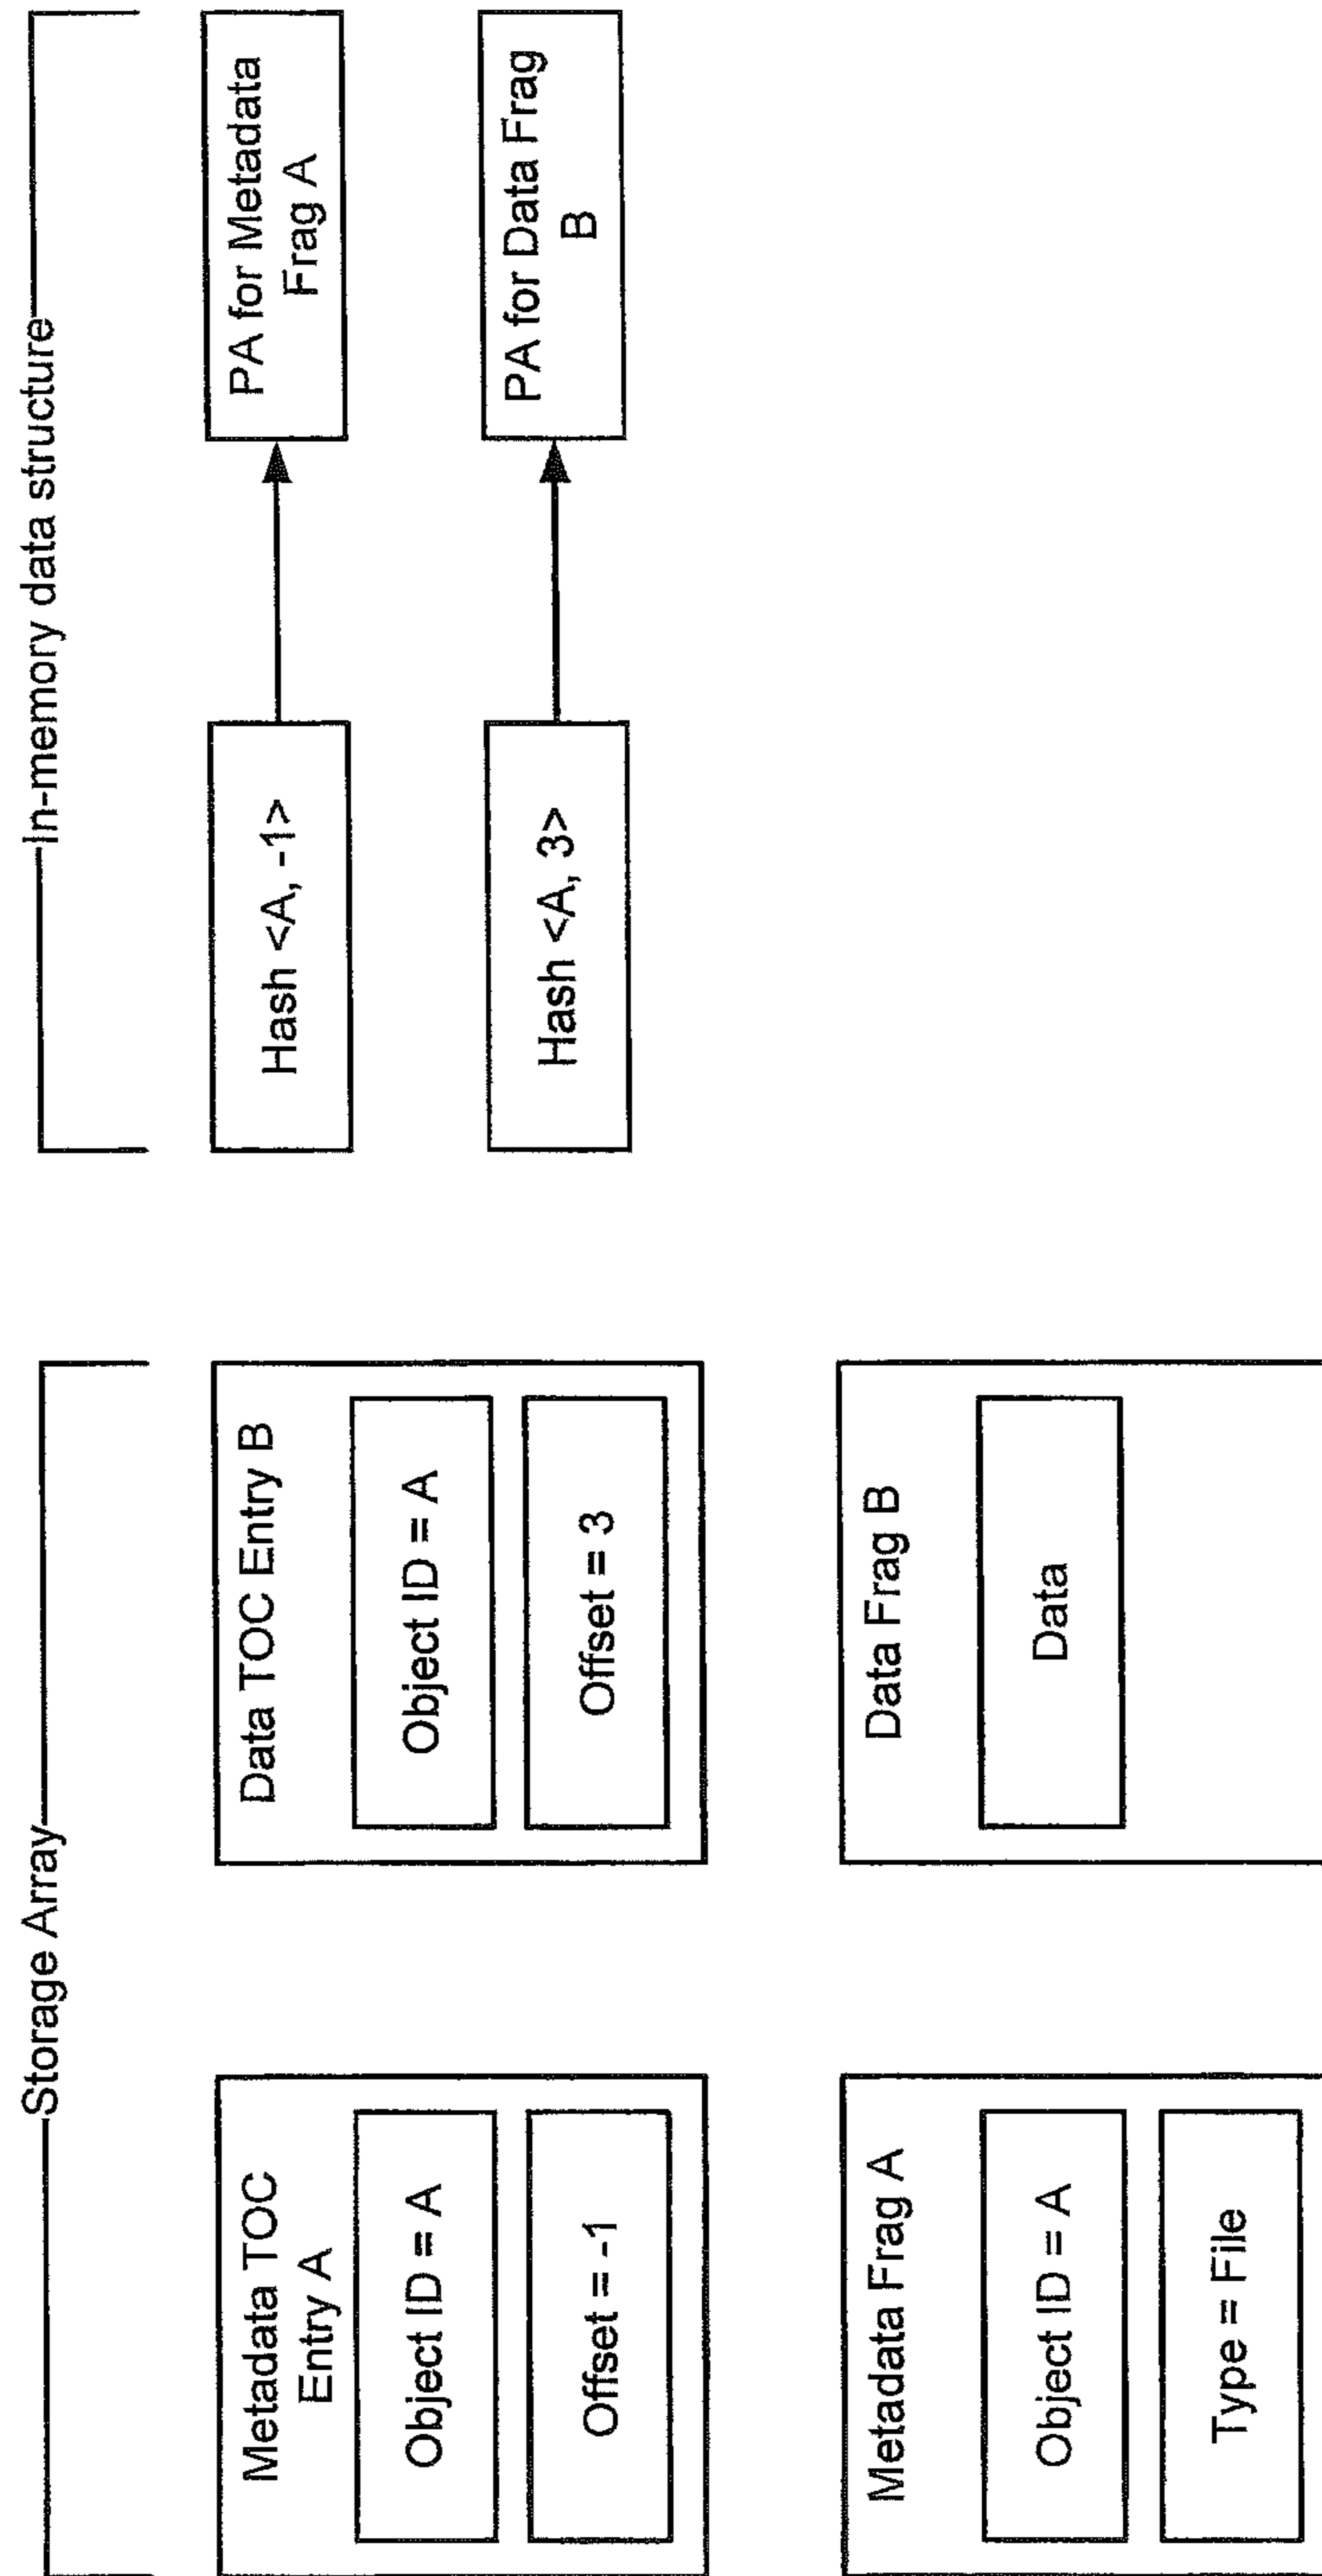 Storage Array
In-memory data structure
Metadata TOC
Entry A
Object ID = A
Offset = -1
Data TOC Entry B
Object ID = A
Offset = 3
Hash <A, -1>
PA for Metadata
Frag A
Hash <A, 3>
PA for Data Frag
B
Metadata Frag A
Object ID = A
Type = File
Data Frag B
Data